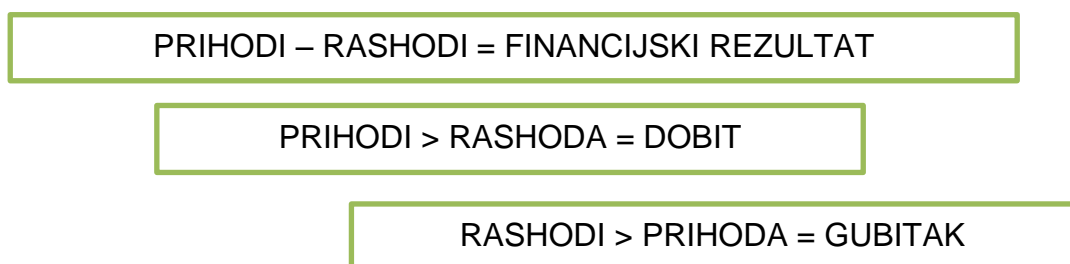 PRIHODI – RASHODI = FINANCIJSKI REZULTAT
PRIHODI > RASHODA = DOBIT
RASHODI > PRIHODA = GUBITAK